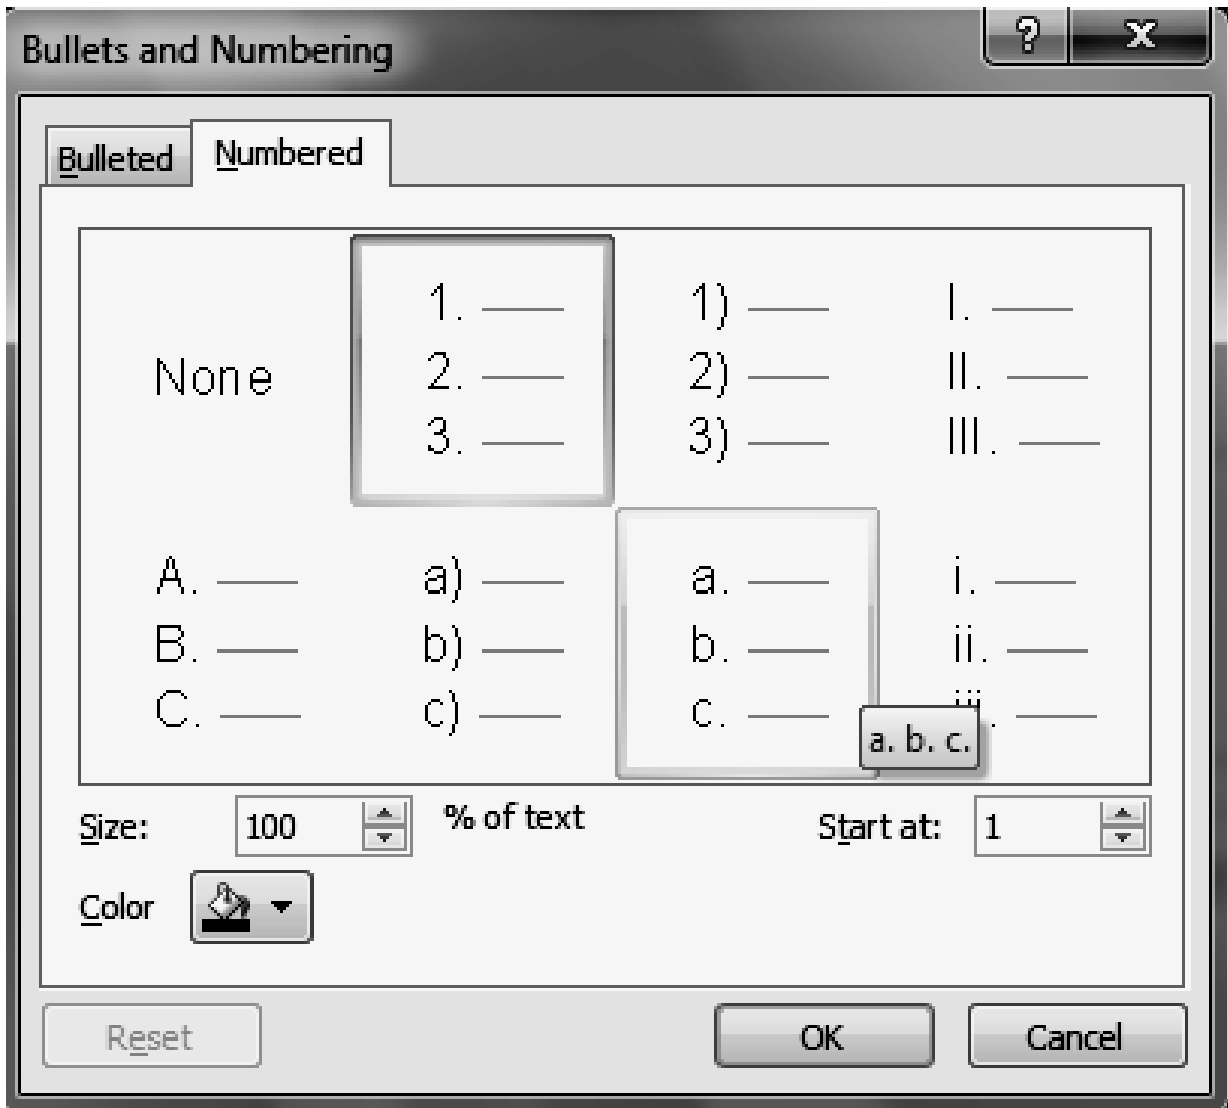 Bullets and Numbering
Bulleted Numbered
None
1.
2.
3.
1)
2)
3)
I.
II.
III.
A.
B.
C.
a)
b)
c)
a.
b.
c.
i.
ii.
iii.
a. b. c.
Size: 100 % of text Start at: 1
Color
Reset OK Cancel